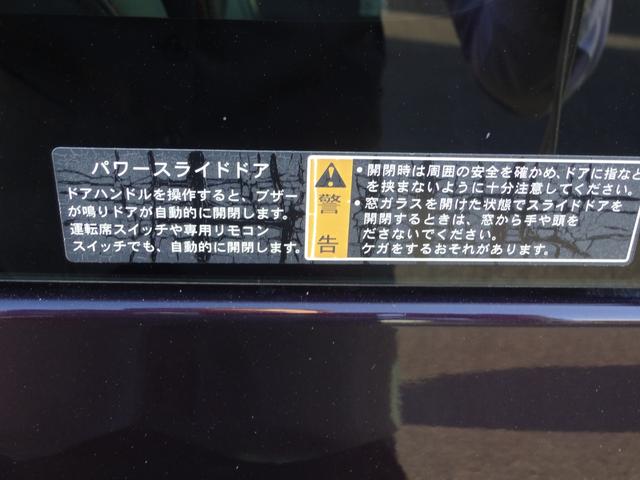 パワースライドドア
ドアハンドルを操作すると、ブザー
が鳴りドアが自動的に開閉します。
運転席スイッチや専用リモコン
スイッチでも、自動的に開閉します。
警告
・開閉時は周囲の安全を確かめ、ドアに指など
を挟まないように十分注意してください。
・窓ガラスを開けた状態でスライドドアを
開閉するときは、窓から手や頭を
ださないでください。
ケガをするおそれがあります。